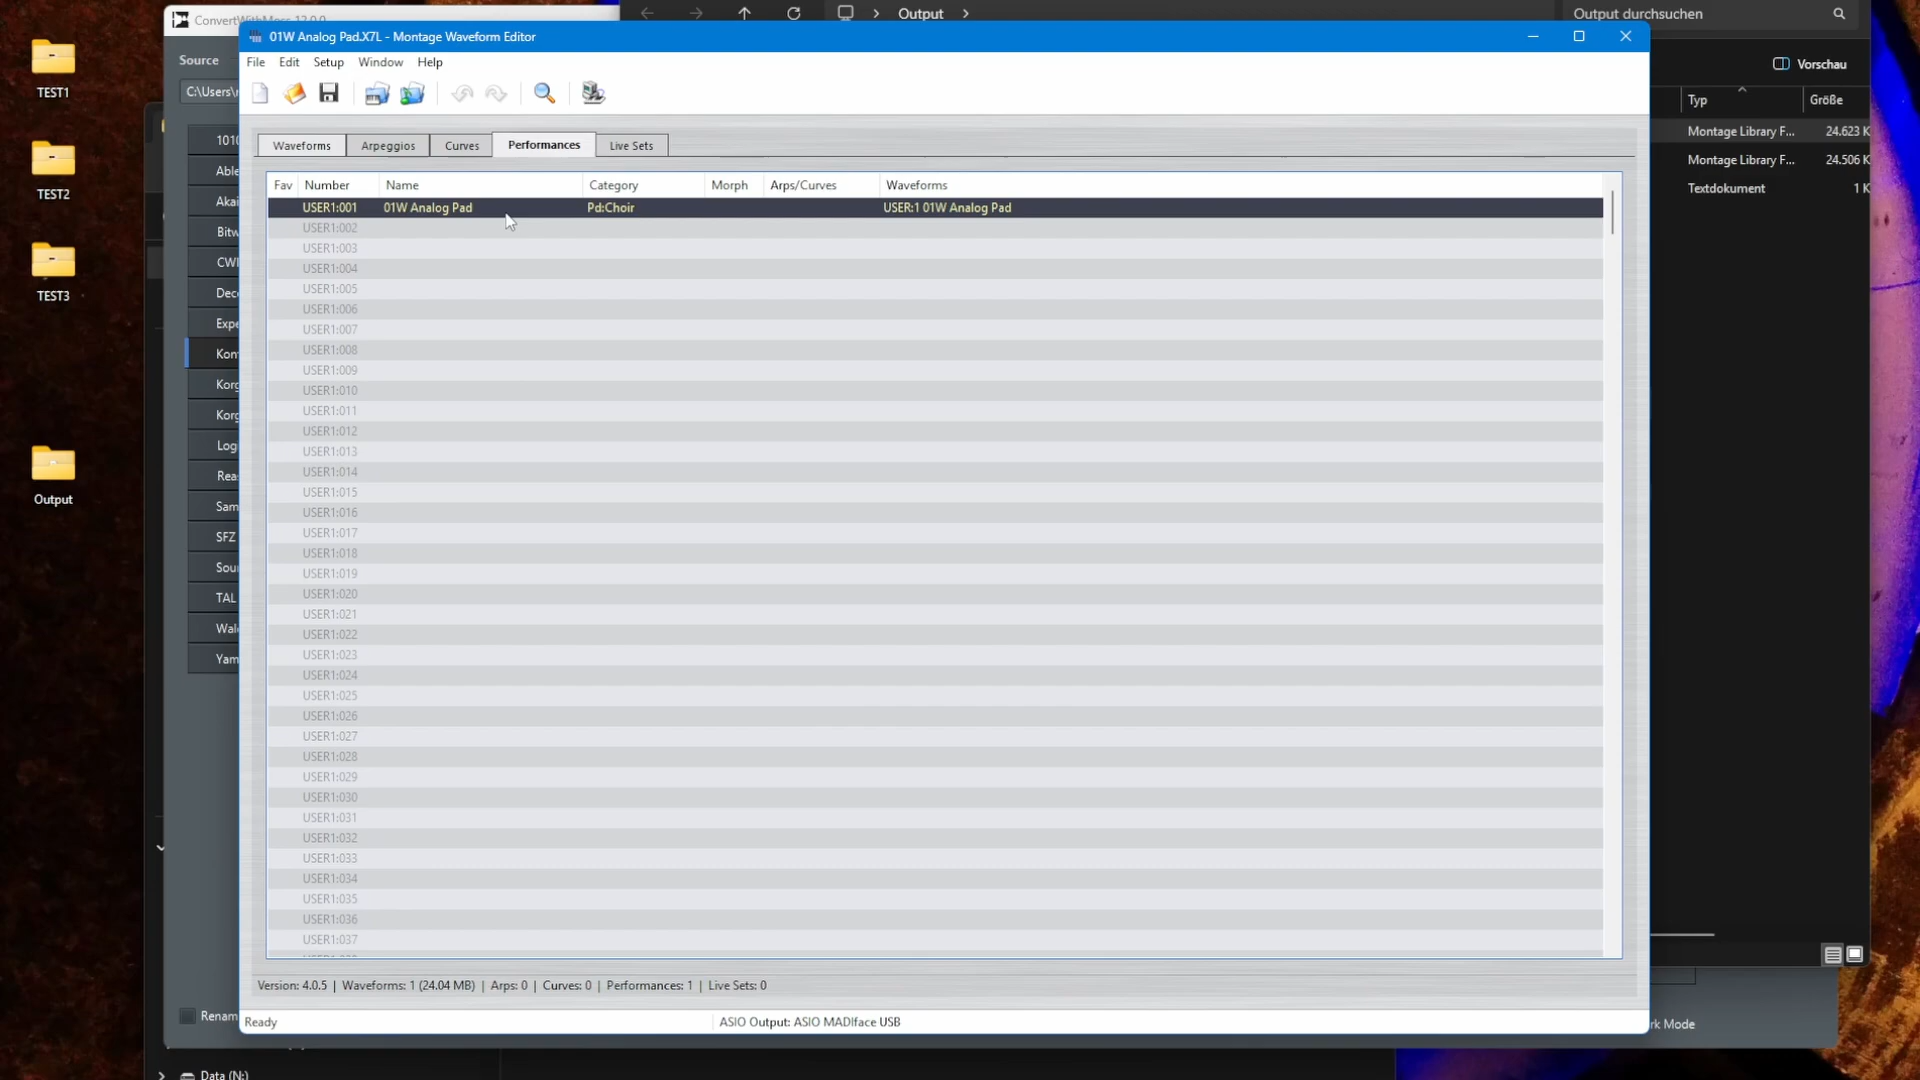 TEST1
TEST2
TEST3
Output
ConvertWithMoss 12.0.0
Source
C:\Users\
Output
Output durchsuchen
Vorschau
Typ
Größe
Montage Library F... 24.623 K
Montage Library F... 24.506 K
Textdokument 1 K
01W Analog Pad.X7L - Montage Waveform Editor
File Edit Setup Window Help
Waveforms Arpeggios Curves Performances Live Sets
Fav Number Name Category Morph Arps/Curves Waveforms
USER1:001 01W Analog Pad Pd:Choir USER:1 01W Analog Pad
USER1:002
USER1:003
USER1:004
USER1:005
USER1:006
USER1:007
USER1:008
USER1:009
USER1:010
USER1:011
USER1:012
USER1:013
USER1:014
USER1:015
USER1:016
USER1:017
USER1:018
USER1:019
USER1:020
USER1:021
USER1:022
USER1:023
USER1:024
USER1:025
USER1:026
USER1:027
USER1:028
USER1:029
USER1:030
USER1:031
USER1:032
USER1:033
USER1:034
USER1:035
USER1:036
USER1:037
Version: 4.0.5 | Waveforms: 1 (24.04 MB) | Arps: 0 | Curves: 0 | Performances: 1 | Live Sets: 0
Ready
ASIO Output: ASIO MADIface USB
1010
Able
Akai
Bitw
CWI
Dec
Expe
Kon
Korg
Korg
Log
Rea
Sam
SFZ
Sou
TAL
Wal
Yam
Renam
rk Mode
Data (N:)